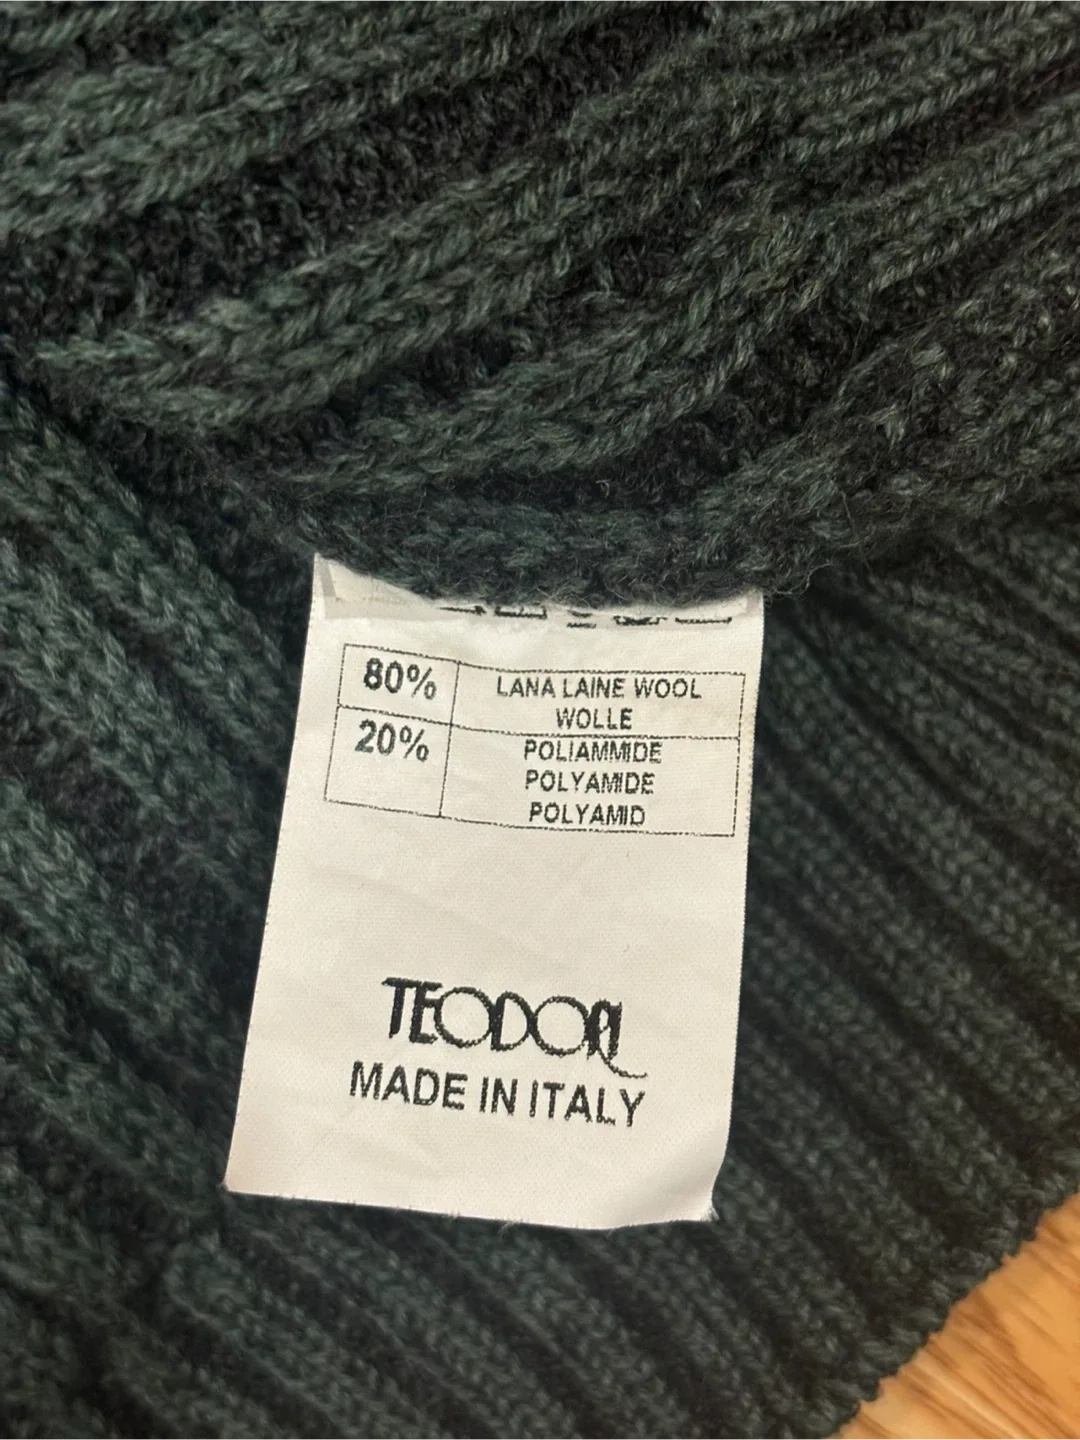 80% LANA LAINE WOOL
WOLLE
20% POLIAMMIDE
POLYAMIDE
POLYAMID
TEODORI
MADE IN ITALY